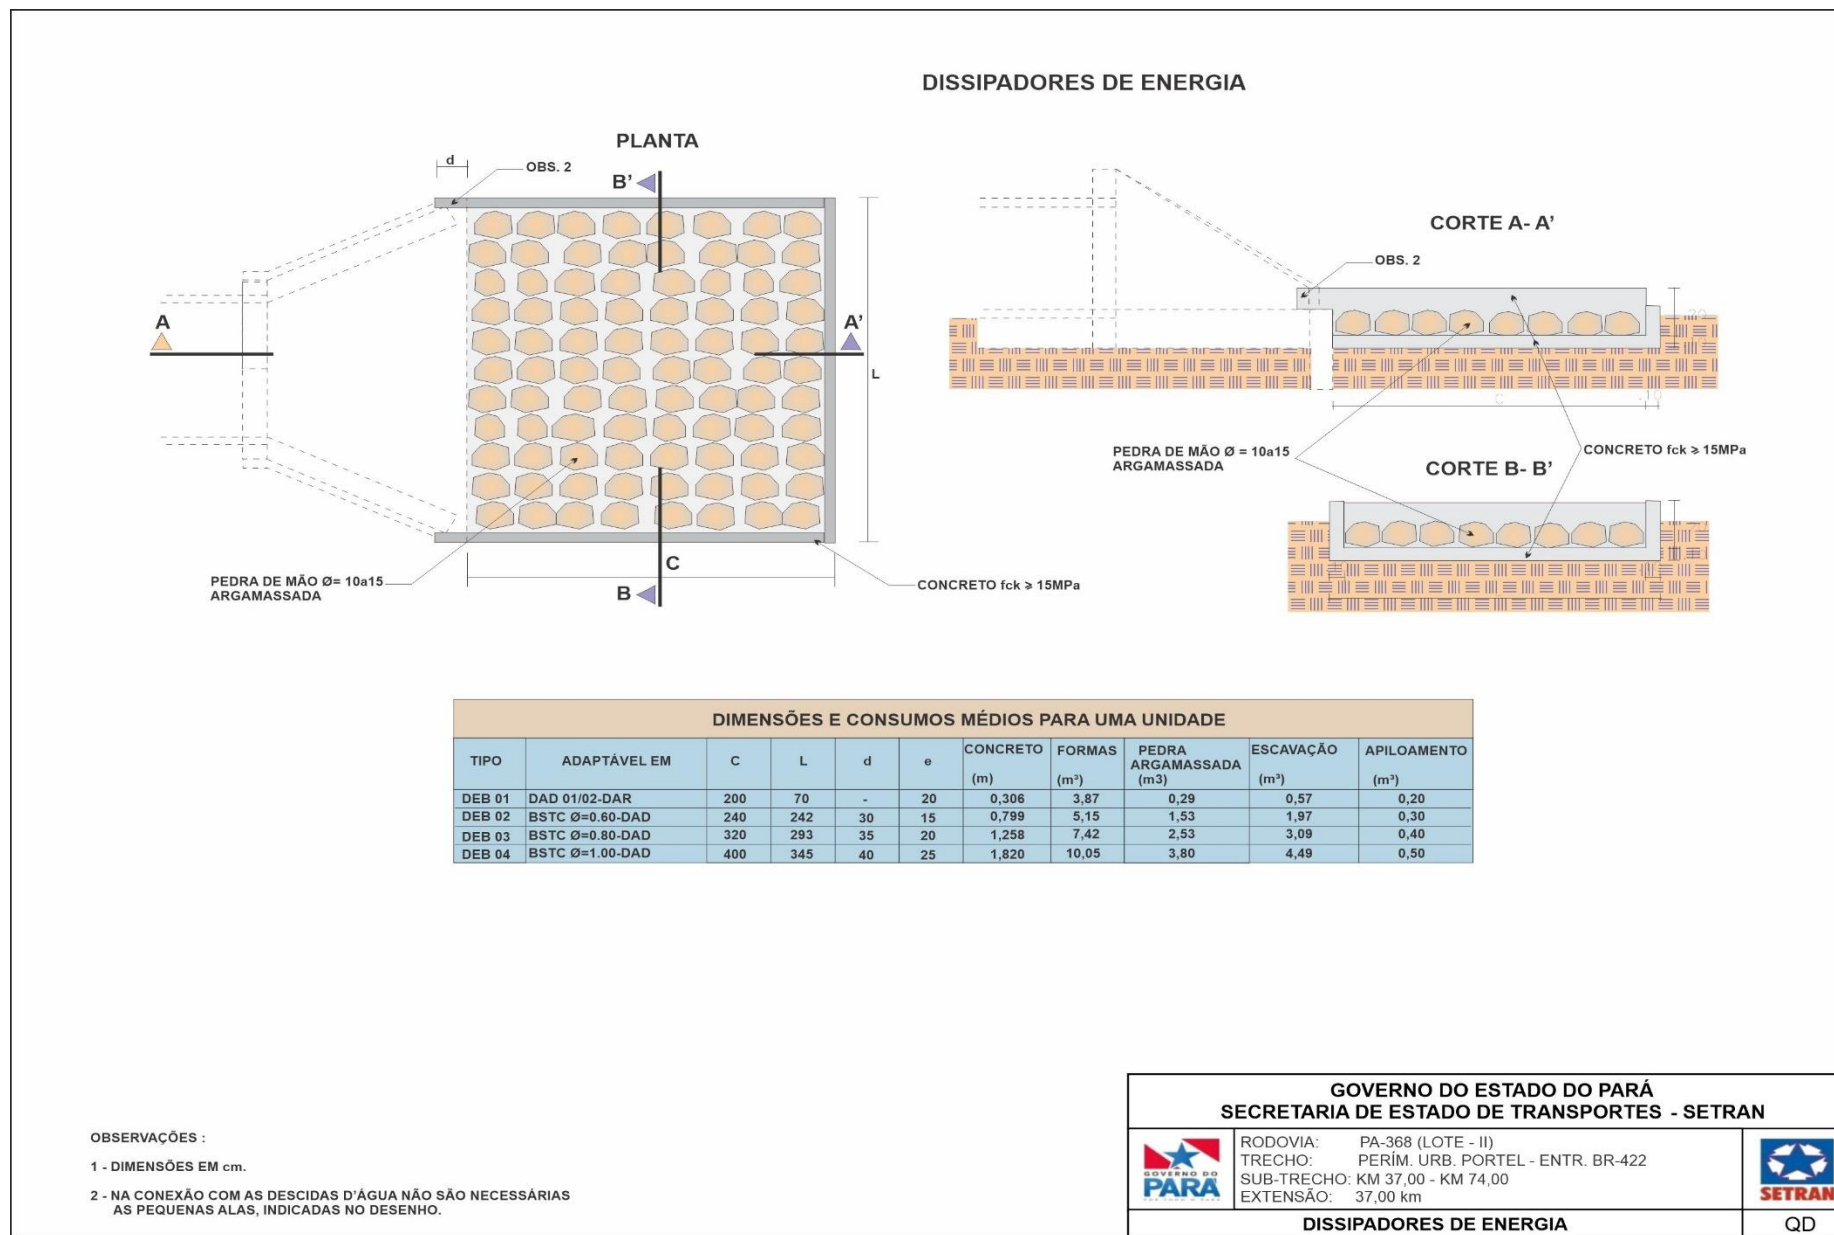 DISSIPADORES DE ENERGIA
PLANTA
d
OBS. 2
B'
A
A'
L
C
B
PEDRA DE MÃO Ø= 10a15
ARGAMASSADA
CONCRETO fck ⩾ 15MPa
CORTE A- A'
OBS. 2
C
PEDRA DE MÃO Ø = 10a15
ARGAMASSADA
CONCRETO fck ⩾ 15MPa
CORTE B- B'
DIMENSÕES E CONSUMOS MÉDIOS PARA UMA UNIDADE
TIPO ADAPTÁVEL EM C L d e CONCRETO (m) FORMAS (m³) PEDRA ARGAMASSADA (m3) ESCAVAÇÃO (m³) APILOAMENTO (m³)
DEB 01 DAD 01/02-DAR 200 70 - 20 0,306 3,87 0,29 0,57 0,20
DEB 02 BSTC Ø=0.60-DAD 240 242 30 15 0,799 5,15 1,53 1,97 0,30
DEB 03 BSTC Ø=0.80-DAD 320 293 35 20 1,258 7,42 2,53 3,09 0,40
DEB 04 BSTC Ø=1.00-DAD 400 345 40 25 1,820 10,05 3,80 4,49 0,50
OBSERVAÇÕES :
1 - DIMENSÕES EM cm.
2 - NA CONEXÃO COM AS DESCIDAS D'ÁGUA NÃO SÃO NECESSÁRIAS
AS PEQUENAS ALAS, INDICADAS NO DESENHO.
GOVERNO DO ESTADO DO PARÁ
SECRETARIA DE ESTADO DE TRANSPORTES - SETRAN
GOVERNO DO
PARÁ
RODOVIA: PA-368 (LOTE - II)
TRECHO: PERÍM. URB. PORTEL - ENTR. BR-422
SUB-TRECHO: KM 37,00 - KM 74,00
EXTENSÃO: 37,00 km
SETRAN
DISSIPADORES DE ENERGIA
QD